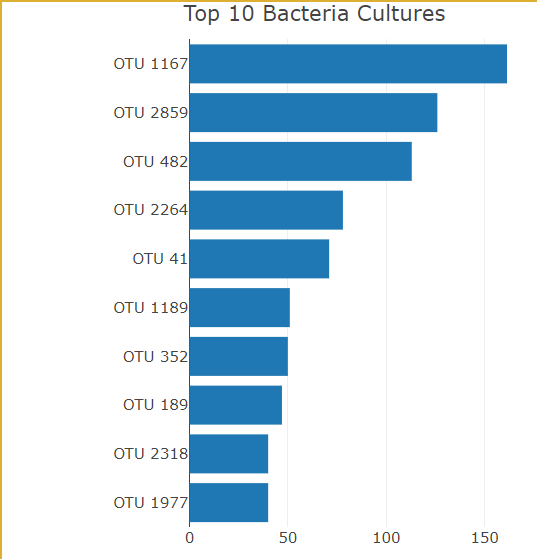 Top 10 Bacteria Cultures
OTU 1167
OTU 2859
OTU 482
OTU 2264
OTU 41
OTU 1189
OTU 352
OTU 189
OTU 2318
OTU 1977
0 50 100 150